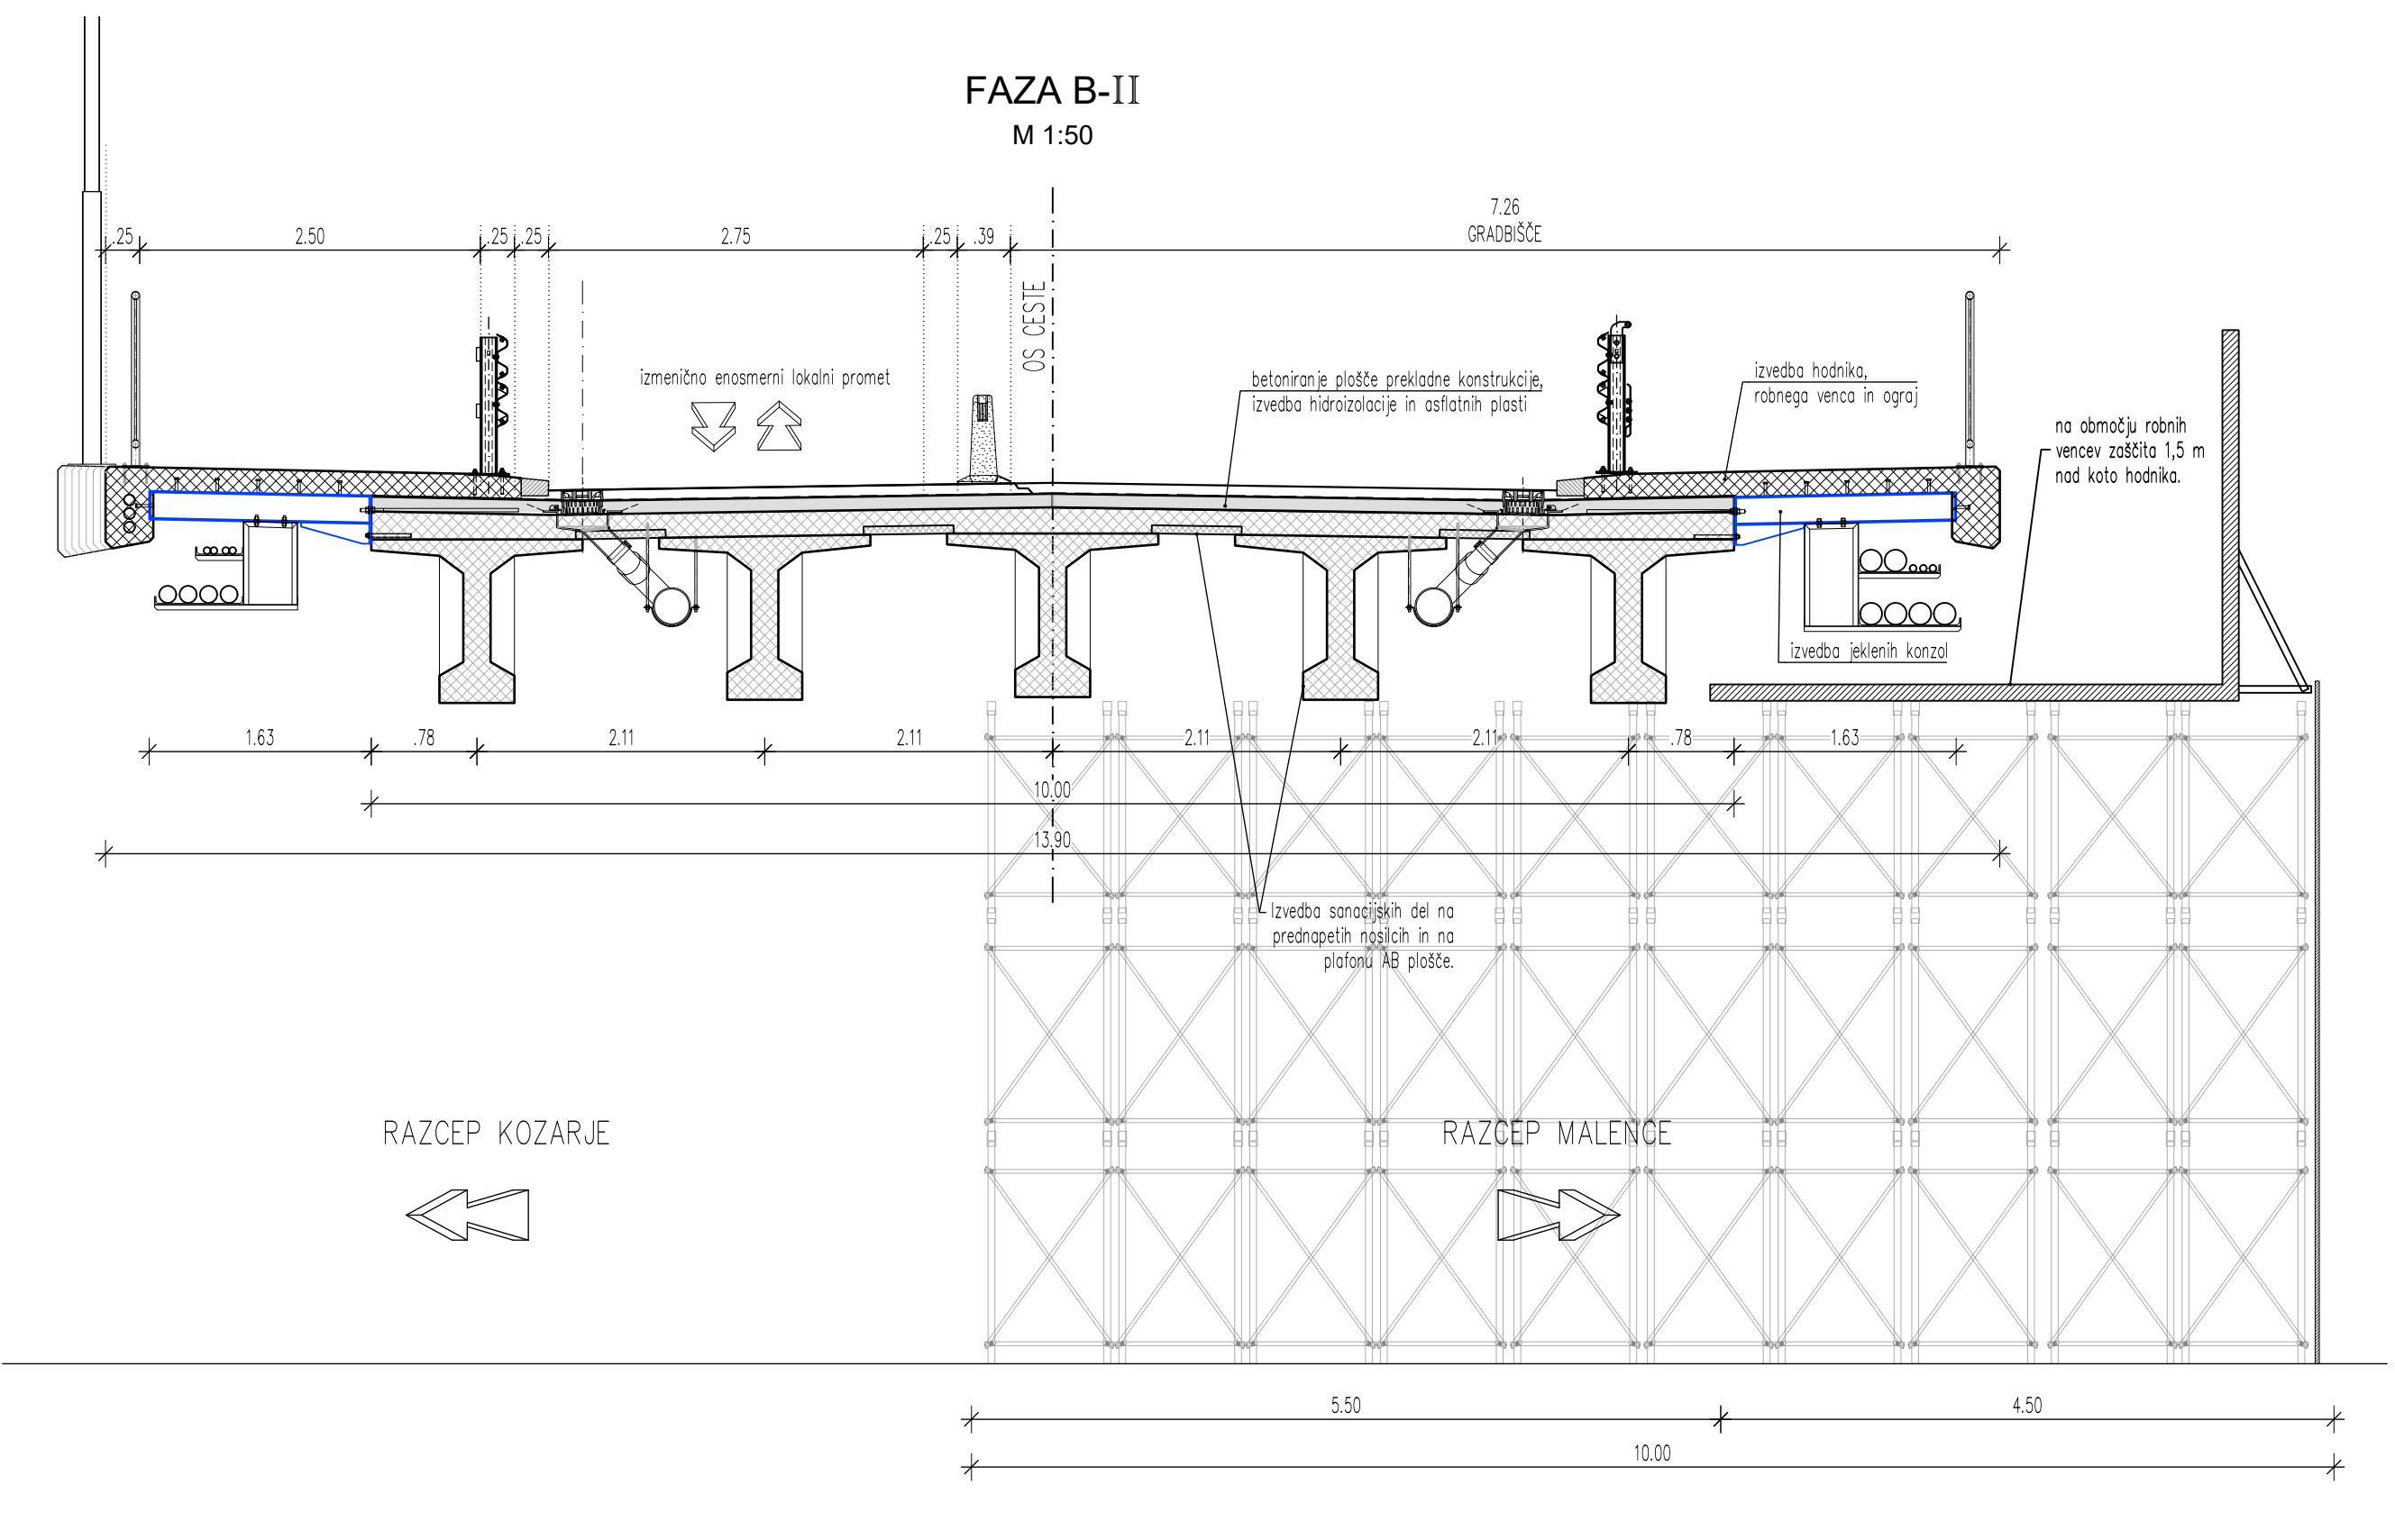 FAZA B-II
M 1:50
7.26
GRADBIŠČE
.25
2.50
.25
.25
2.75
.25
.39
OS CESTE
izmenično enosmerni lokalni promet
betoniranje plošče prekladne konstrukcije,
izvedba hidroizolacije in asflatnih plasti
izvedba hodnika,
robnega venca in ograj
na območju robnih
vencev zaščita 1,5 m
nad koto hodnika.
izvedba jeklenih konzol
1.63
.78
2.11
2.11
2.11
2.11
.78
1.63
10.00
13.90
Izvedba sanacijskih del na
prednapetih nosilcih in na
plafonu AB plošče.
RAZCEP KOZARJE
RAZCEP MALENCE
5.50
4.50
10.00